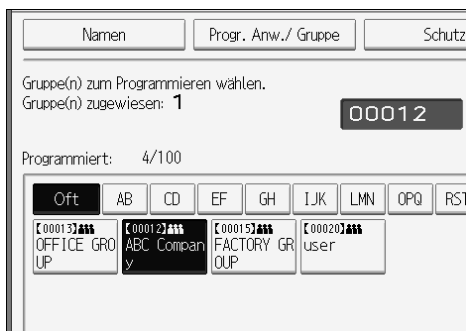 Namen
Progr. Anw./ Gruppe
Schutz
Gruppe(n) zum Programmieren wählen.
Gruppe(n) zugewiesen: 1
00012
Programmiert: 4/100
Oft AB CD EF GH IJK LMN OPQ RST
【00013】 【00012】 【00015】 【00020】
OFFICE GRO ABC Compan FACTORY GR user
UP y OUP